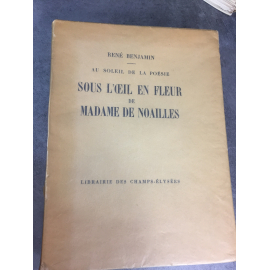 RENÉ BENJAMIN
AU SOLEIL DE LA POÉSIE
SOUS L'ŒIL EN FLEUR
DE
MADAME DE NOAILLES
LIBRAIRIE DES CHAMPS-ÉLYSÉES